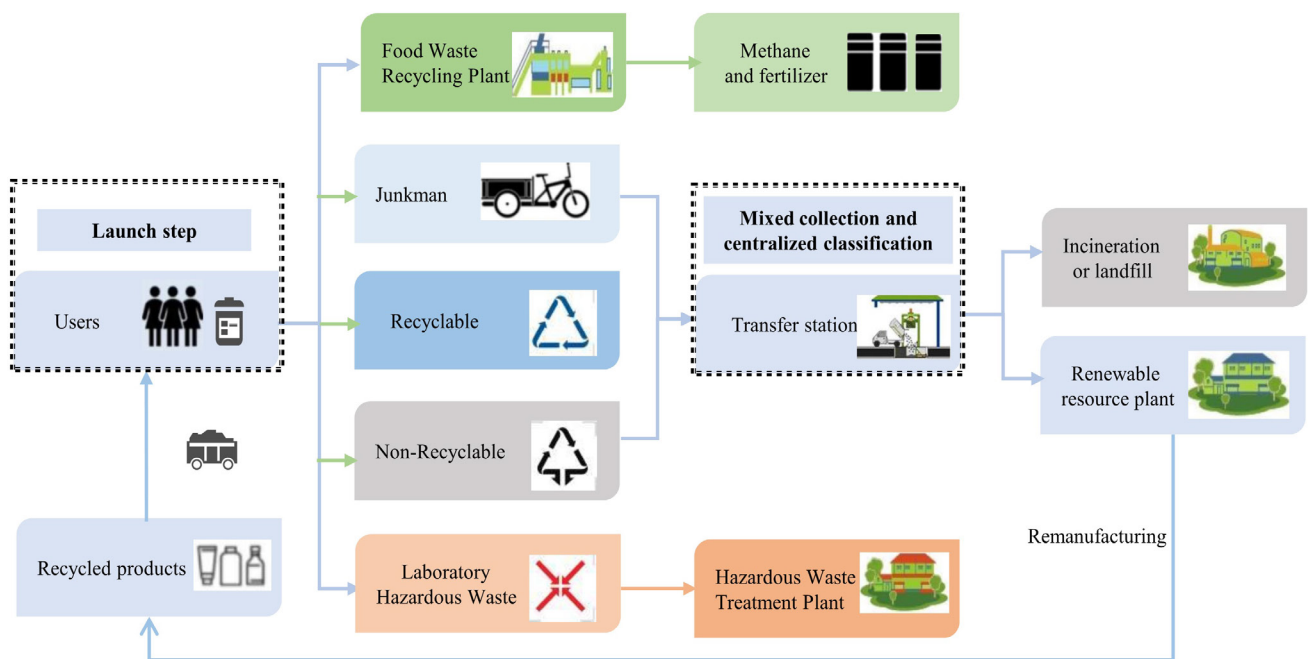 Food Waste
Recycling Plant
Methane
and fertilizer
Junkman
Launch step
Users
Mixed collection and
centralized classification
Transfer station
Incineration
or landfill
Recyclable
Renewable
resource plant
Non-Recyclable
Recycled products
Remanufacturing
Laboratory
Hazardous Waste
Hazardous Waste
Treatment Plant